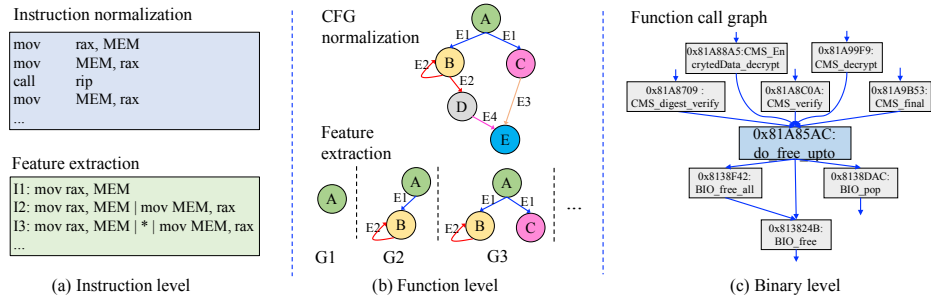 Instruction normalization
mov rax, MEM
mov MEM, rax
call rip
mov MEM, rax
...
Feature extraction
I1: mov rax, MEM
I2: mov rax, MEM | mov MEM, rax
I3: mov rax, MEM | * | mov MEM, rax
...
(a) Instruction level
CFG
normalization
A
E1
E1
B
C
E2
E2
D
E3
E4
E
Feature
extraction
A
G1
A
E1
B
E2
G2
A
E1
E1
B
C
E2
G3
...
(b) Function level
Function call graph
0x81A88A5:CMS_En
crytedData_decrypt
0x81A99F9:
CMS_decrypt
0x81A8709 :
CMS_digest_verify
0x81A8C0A:
CMS_verify
0x81A9B53:
CMS_final
0x81A85AC:
do_free_upto
0x8138F42:
BIO_free_all
0x8138DAC:
BIO_pop
0x813824B:
BIO_free
(c) Binary level